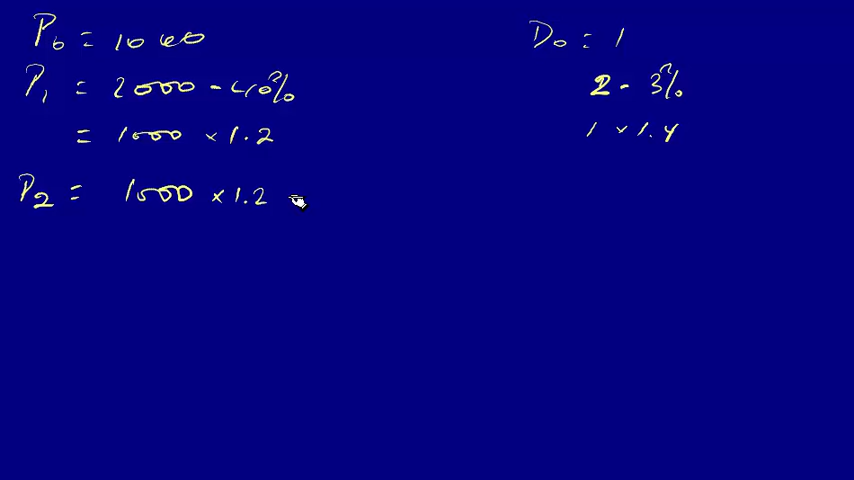 P₀ = 1000
D₀ = 1
P₁ = 2000 - 40%
2 - 3%
= 1000 × 1.2
1 × 1.4
P₂ = 1000 × 1.2 =